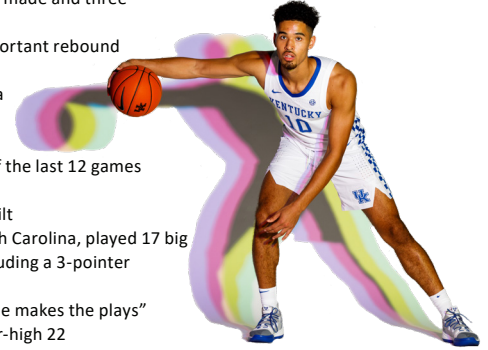 made and three
portant rebound
a
f the last 12 games
ilt
h Carolina, played 17 big
uding a 3-pointer
e makes the plays”
r-high 22
KENTUCKY
10
UK